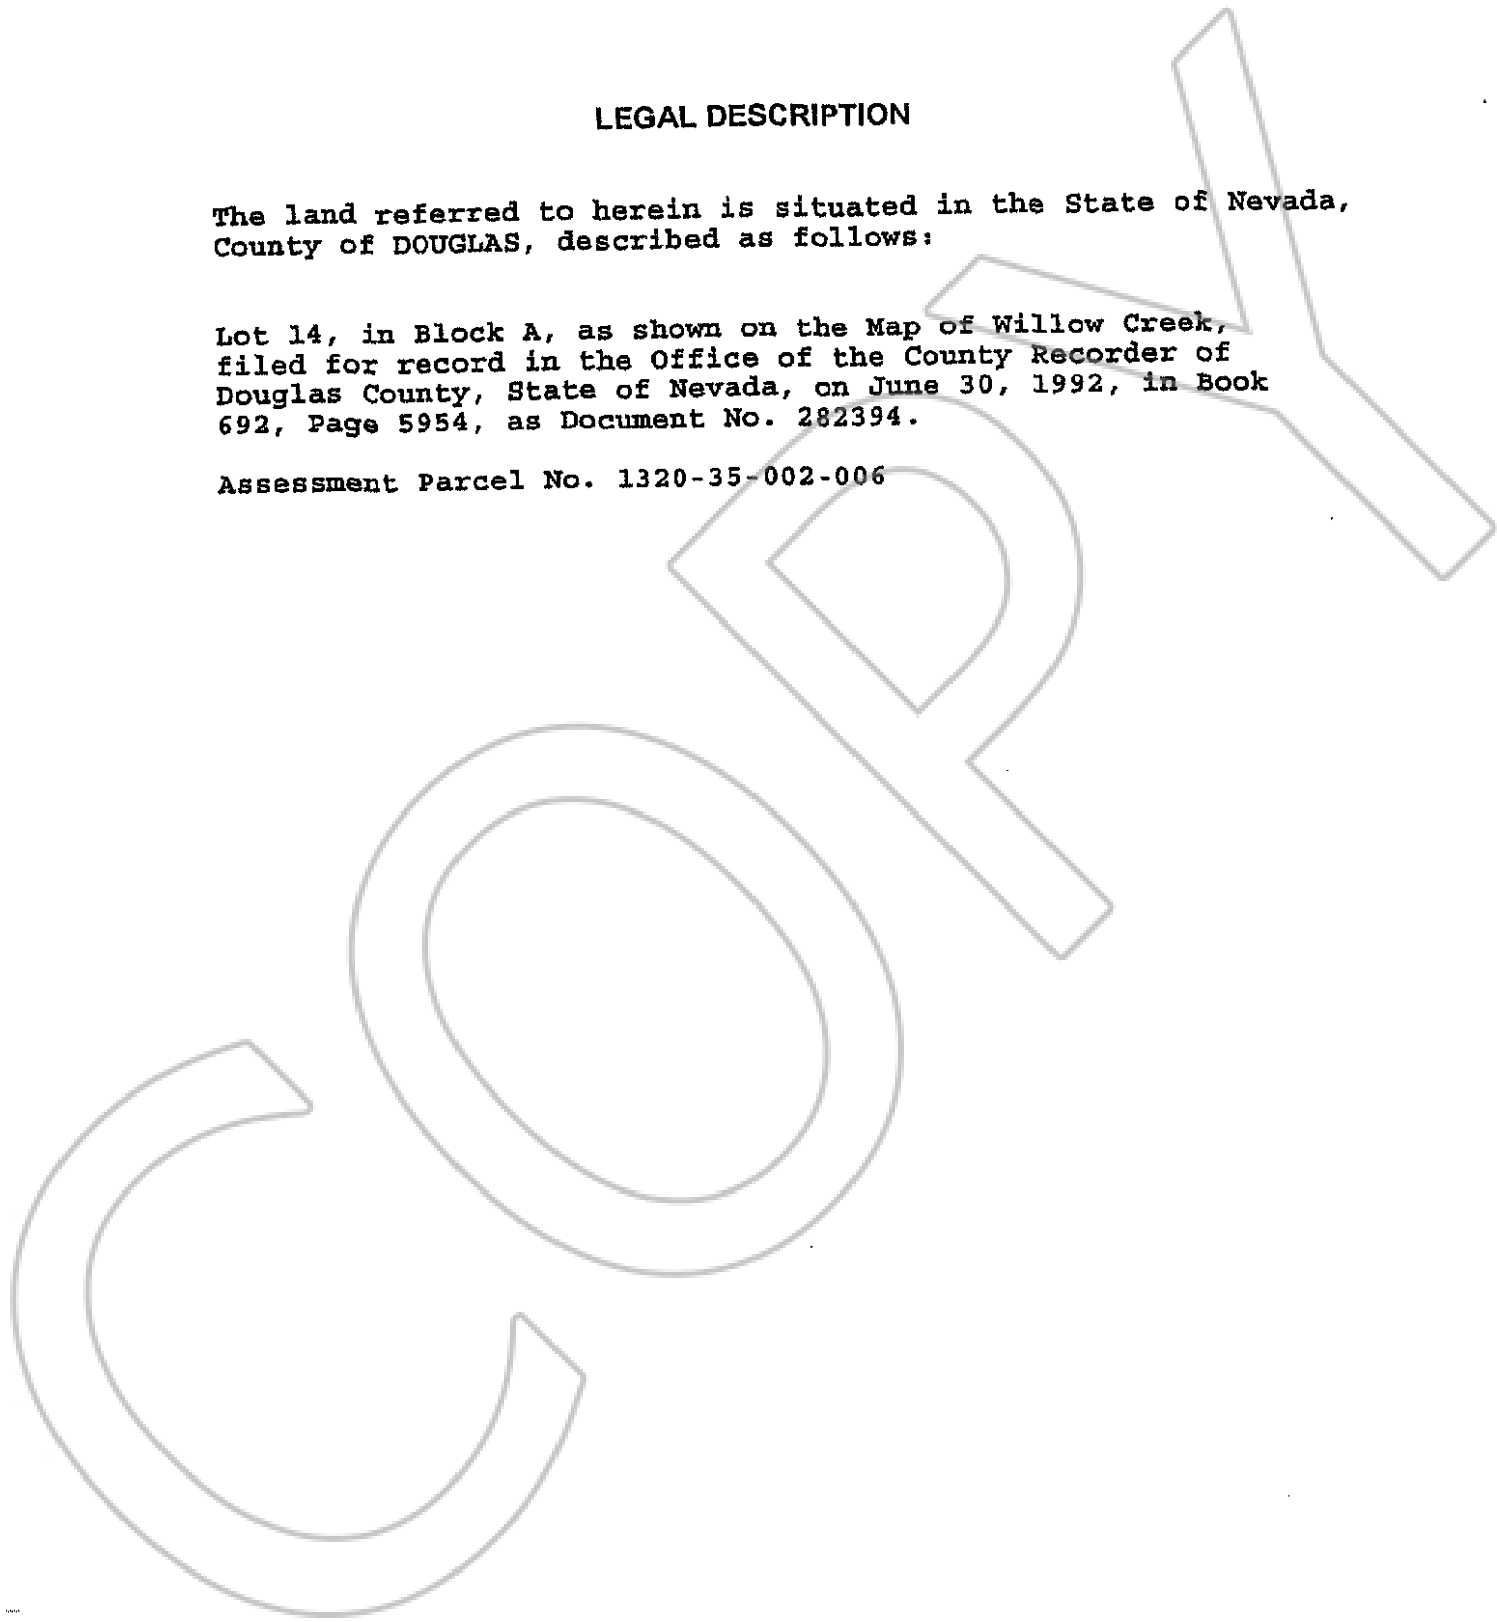 LEGAL DESCRIPTION
The land referred to herein is situated in the State of Nevada,
County of DOUGLAS, described as follows:
Lot 14, in Block A, as shown on the Map of Willow Creek,
filed for record in the Office of the County Recorder of
Douglas County, State of Nevada, on June 30, 1992, in Book
692, Page 5954, as Document No. 282394.
Assessment Parcel No. 1320-35-002-006
COPY